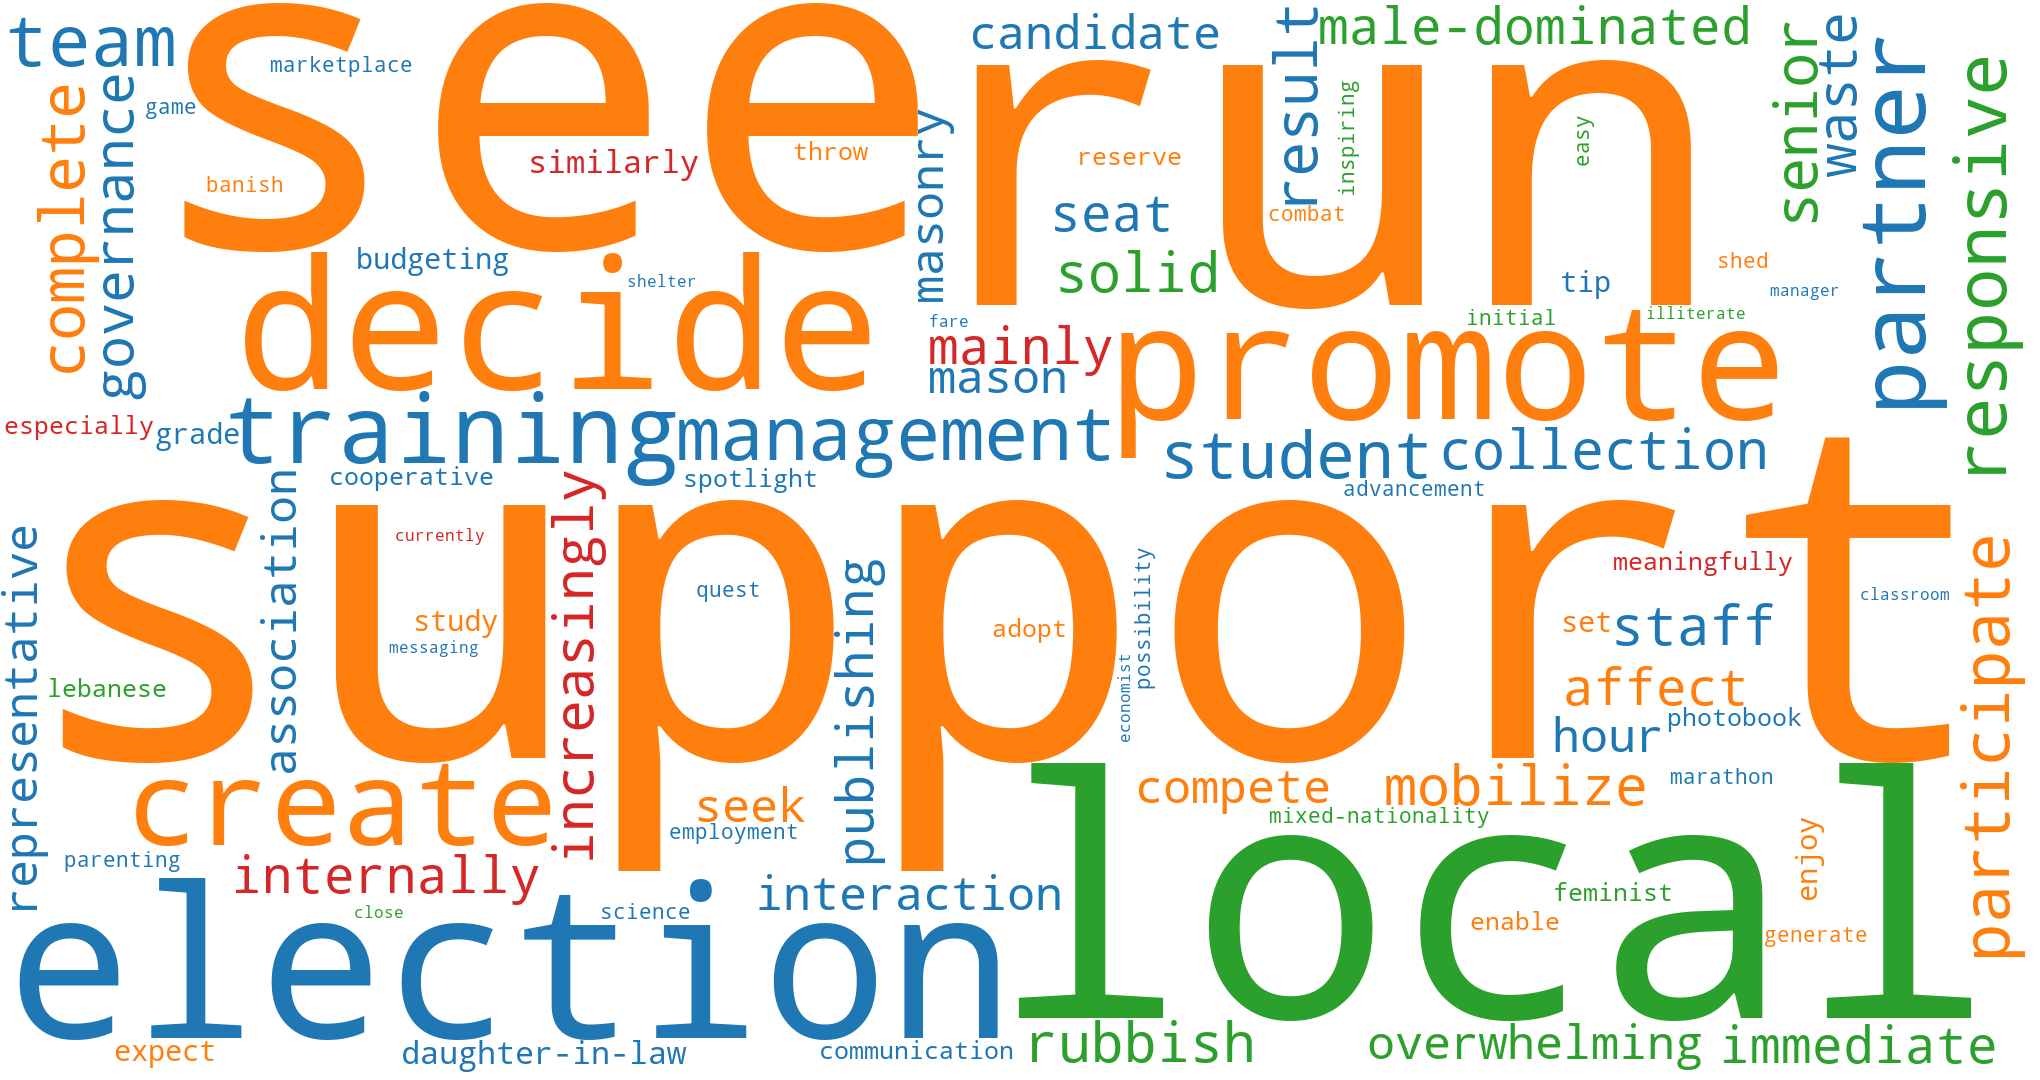 see
run
team
marketplace
candidate
male-dominated
result
senior
waste
partner
responsive
game
complete
governance
banish
similarly
throw
masonry
reserve
inspiring
easy
seat
combat
budgeting
shelter
decide
solid
tip
shed
manager
fare
initial
illiterate
mainly
mason
promote
especially
grade
training
management
student
collection
cooperative
spotlight
advancement
support
association
currently
increasingly
representative
study
messaging
quest
publishing
adopt
possibility
economist
meaningfully
classroom
set
staff
participate
lebanese
affect
hour
photobook
create
seek
employment
compete
mobilize
marathon
mixed-nationality
enjoy
parenting
internally
interaction
local
feminist
enable
generate
close
science
election
expect
daughter-in-law
communication
rubbish
overwhelming
immediate